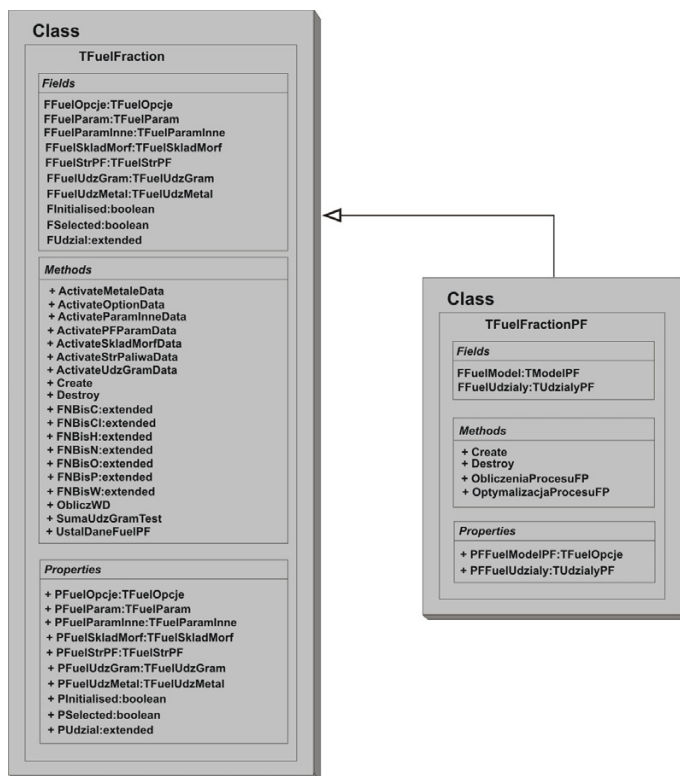 Class
TFuelFraction
Fields
FFuelOpcje:TFuelOpcje
FFuelParam:TFuelParam
FFuelParamInne:TFuelParamInne
FFuelSkladMorf:TFuelSkladMorf
FFuelStrPF:TFuelStrPF
FFuelUdzGram:TFuelUdzGram
FFuelUdzMetal:TFuelUdzMetal
FInitialised:boolean
FSelected:boolean
FUdzial:extended
Methods
+ ActivateMetaleData
+ ActivateOptionData
+ ActivateParamInneData
+ ActivatePFParamData
+ ActivateSkladMorfData
+ ActivateStrPaliwaData
+ ActivateUdzGramData
+ Create
+ Destroy
+ FNBisC:extended
+ FNBisCl:extended
+ FNBisH:extended
+ FNBisN:extended
+ FNBisO:extended
+ FNBisP:extended
+ FNBisW:extended
+ ObliczWD
+ SumaUdzGramTest
+ UstalDaneFuelPF
Properties
+ PFuelOpcje:TFuelOpcje
+ PFuelParam:TFuelParam
+ PFuelParamInne:TFuelParamInne
+ PFuelSkladMorf:TFuelSkladMorf
+ PFuelStrPF:TFuelStrPF
+ PFuelUdzGram:TFuelUdzGram
+ PFuelUdzMetal:TFuelUdzMetal
+ PInitialised:boolean
+ PSelected:boolean
+ PUdzial:extended
Class
TFuelFractionPF
Fields
FFuelModel:TModelPF
FFuelUdzialy:TUdzialyPF
Methods
+ Create
+ Destroy
+ ObliczeniaProcesuFP
+ OptymalizacjaProcesuFP
Properties
+ PFFuelModelPF:TFuelOpcje
+ PFFuelUdzialy:TUdzialyPF